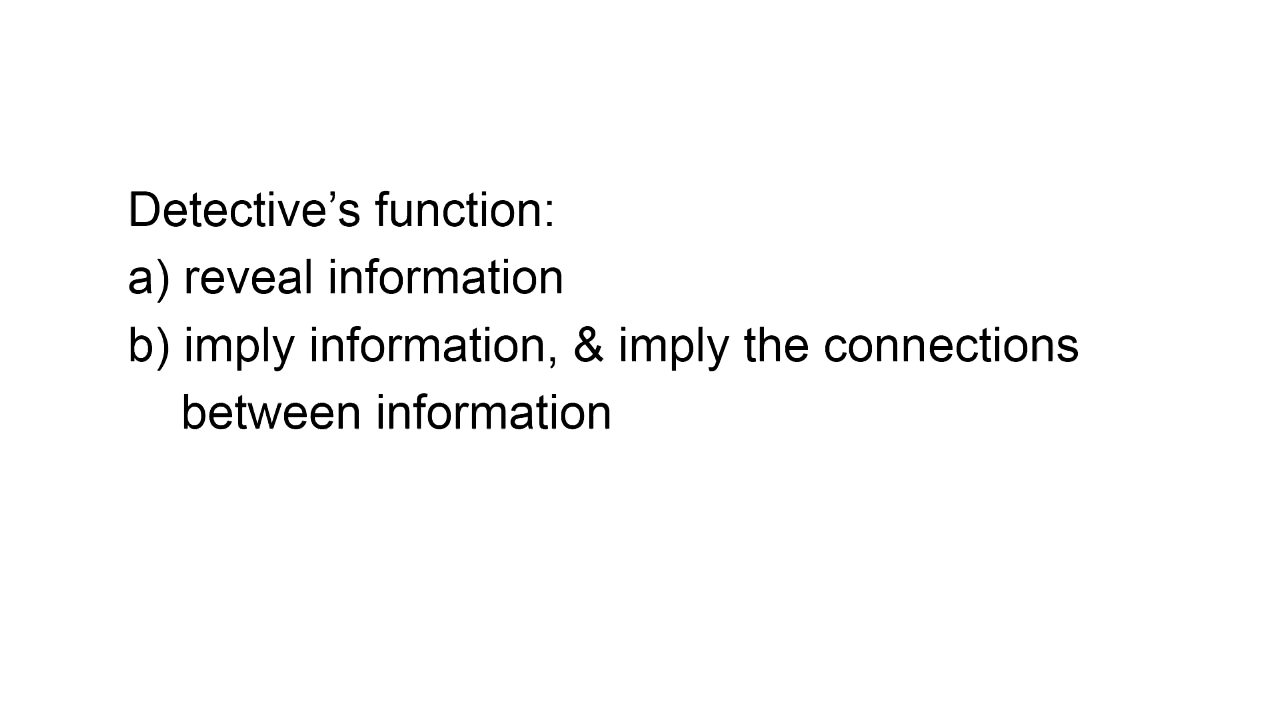 Detective’s function:
a) reveal information
b) imply information, & imply the connections
between information